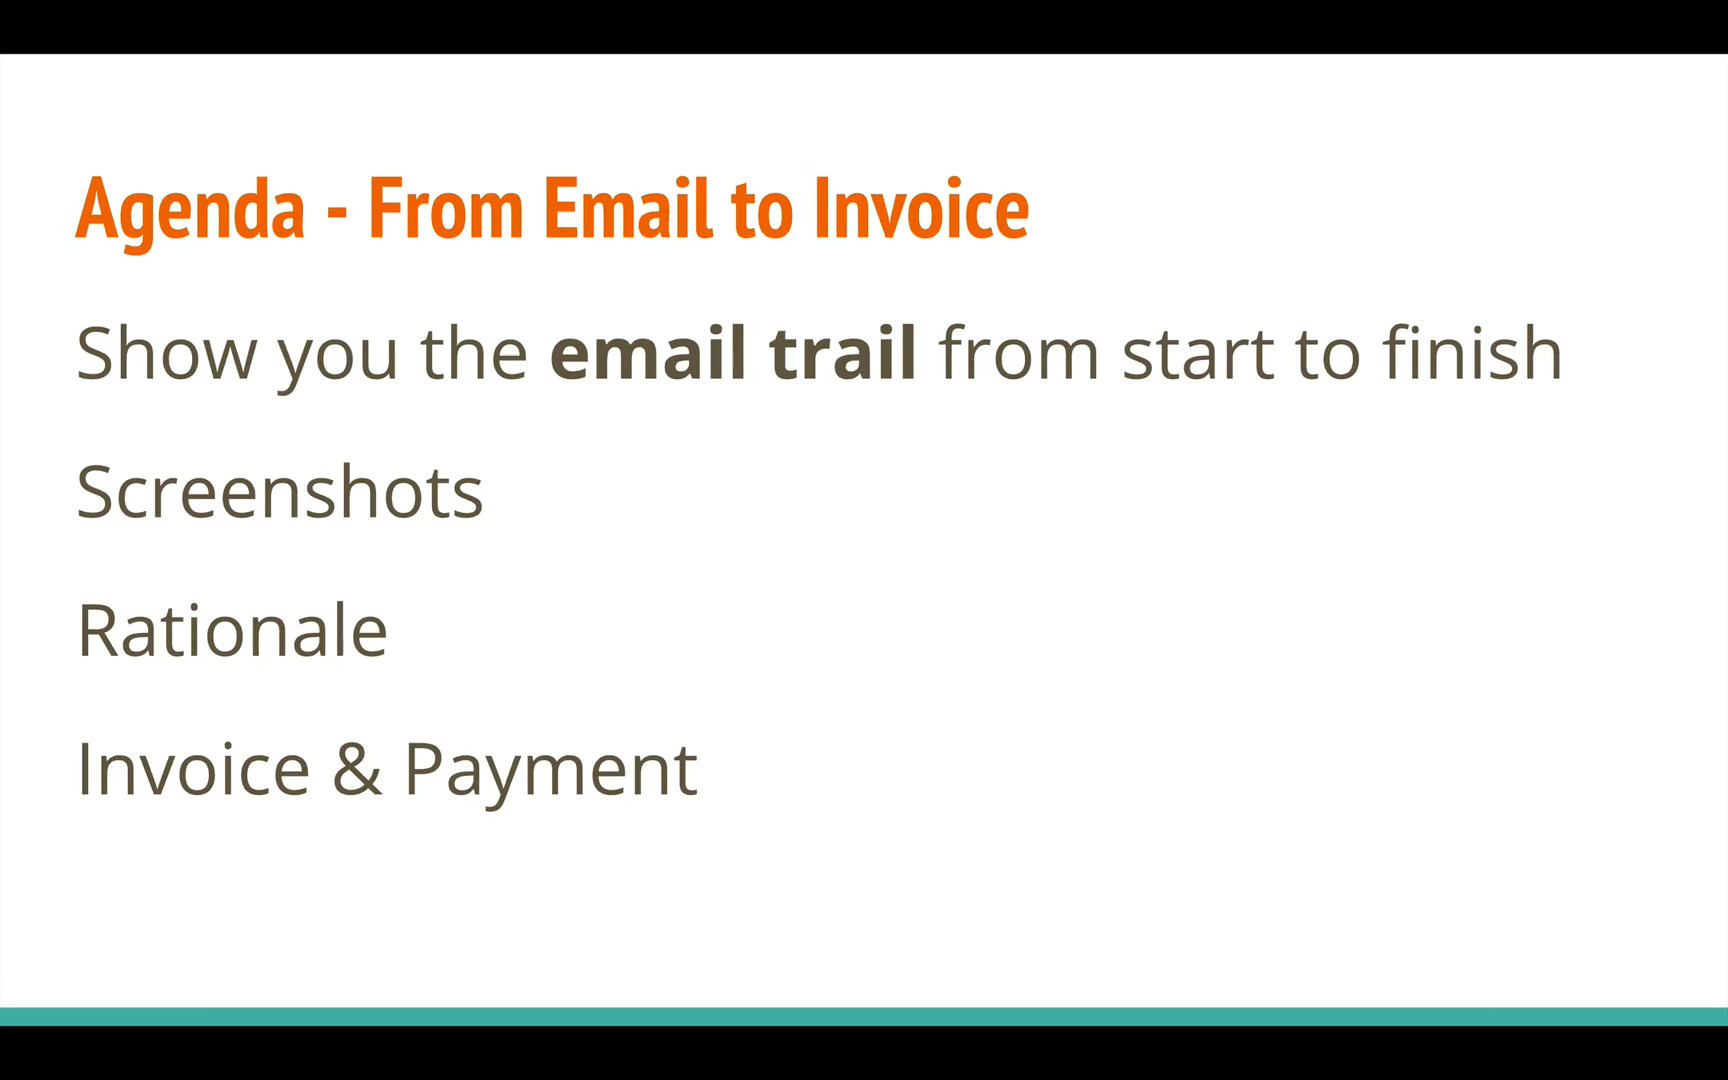 Agenda - From Email to Invoice
Show you the email trail from start to finish
Screenshots
Rationale
Invoice & Payment